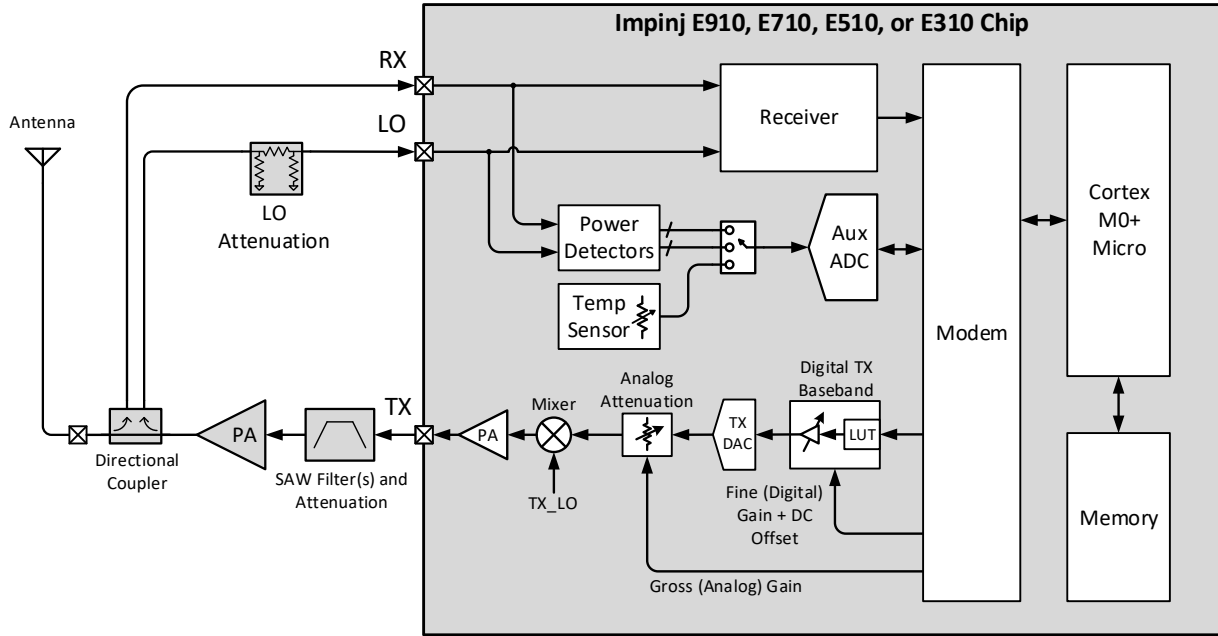 Impinj E910, E710, E510, or E310 Chip
RX
LO
Antenna
LO
Attenuation
Receiver
Power
Detectors
Temp
Sensor
Aux
ADC
Modem
Cortex
M0+
Micro
Memory
TX
PA
Directional
Coupler
SAW Filter(s) and
Attenuation
PA
Mixer
TX_LO
Analog
Attenuation
TX
DAC
Digital TX
Baseband
LUT
Fine (Digital)
Gain + DC
Offset
Gross (Analog) Gain